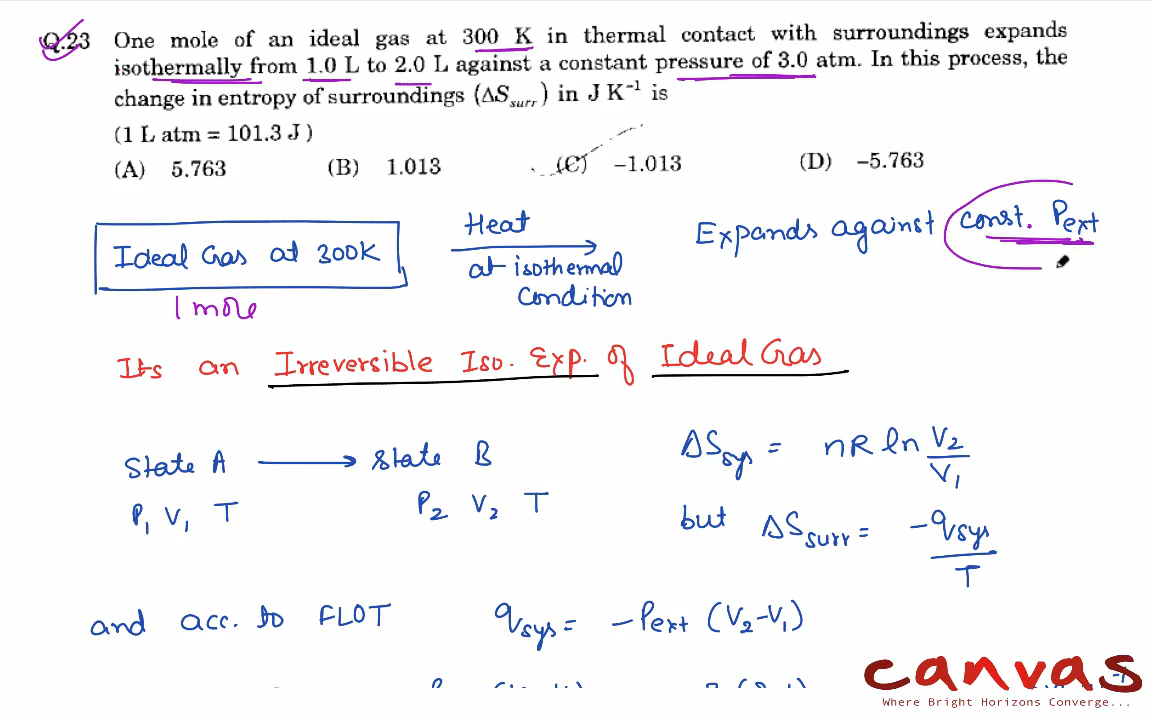 Q.23 One mole of an ideal gas at 300 K in thermal contact with surroundings expands
isothermally from 1.0 L to 2.0 L against a constant pressure of 3.0 atm. In this process, the
change in entropy of surroundings (ΔSsurr) in J K⁻¹ is
(1 L atm = 101.3 J)
(A) 5.763 (B) 1.013 (C) −1.013 (D) −5.763
Ideal Gas at 300K Heat Expands against const. Pext
at isothermal
Condition
1 mole
Its an Irreversible Iso. Exp. of Ideal Gas
State A ⟶ State B ΔSsys = nR ln V2/V1
P1 V1 T P2 V2 T
but ΔSsurr = -qsys/T
and acc. to FLOT qsys = -Pext (V2-V1)
canvas
Where Bright Horizons Converge...